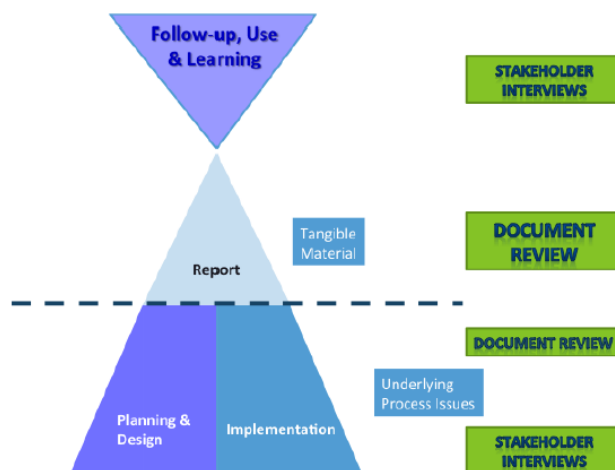 Follow-up, Use
& Learning
STAKEHOLDER
INTERVIEWS
Tangible
Material
DOCUMENT
REVIEW
Report
DOCUMENT REVIEW
Underlying
Process Issues
Planning &
Design
Implementation
STAKEHOLDER
INTERVIEWS